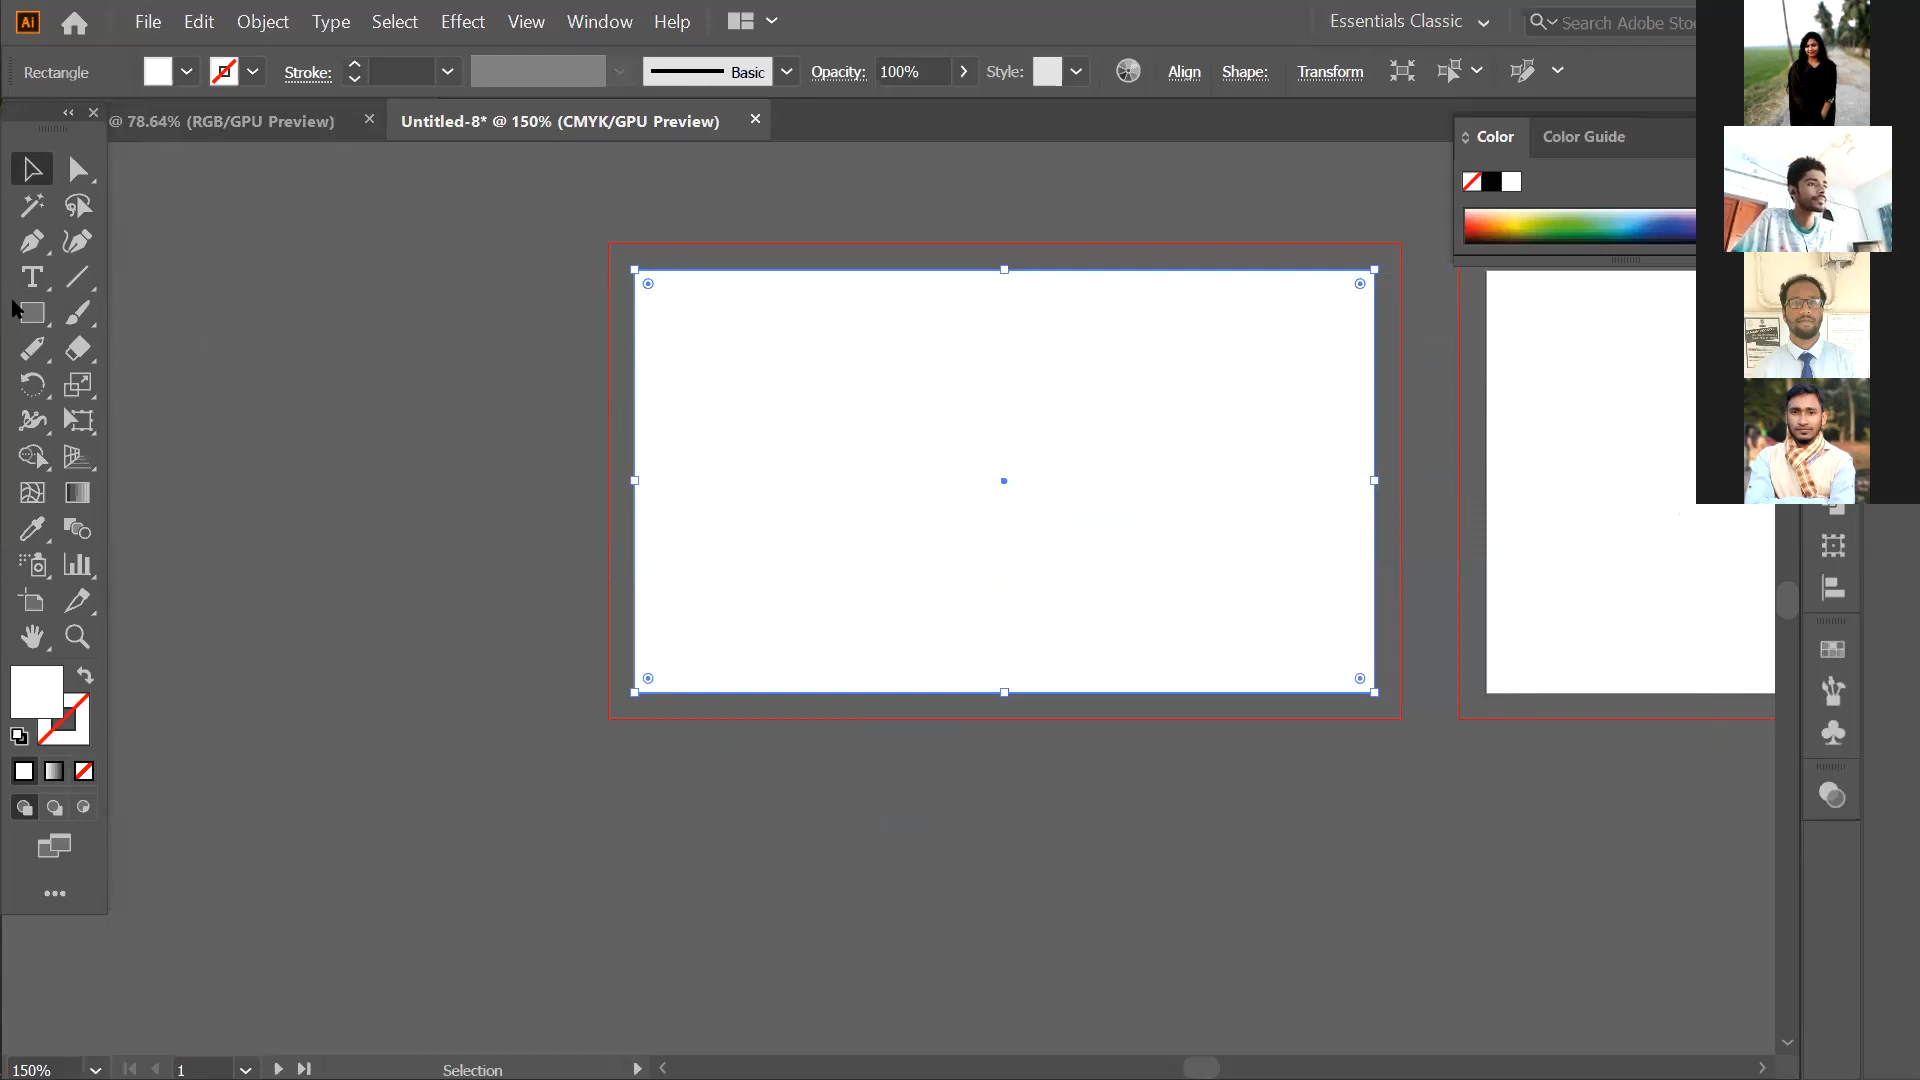 Ai File Edit Object Type Select Effect View Window Help Essentials Classic Search Adobe Sto
Rectangle Stroke: Basic Opacity: 100% Style: Align Shape: Transform
@ 78.64% (RGB/GPU Preview) Untitled-8* @ 150% (CMYK/GPU Preview)
Color Color Guide
150% 1 Selection